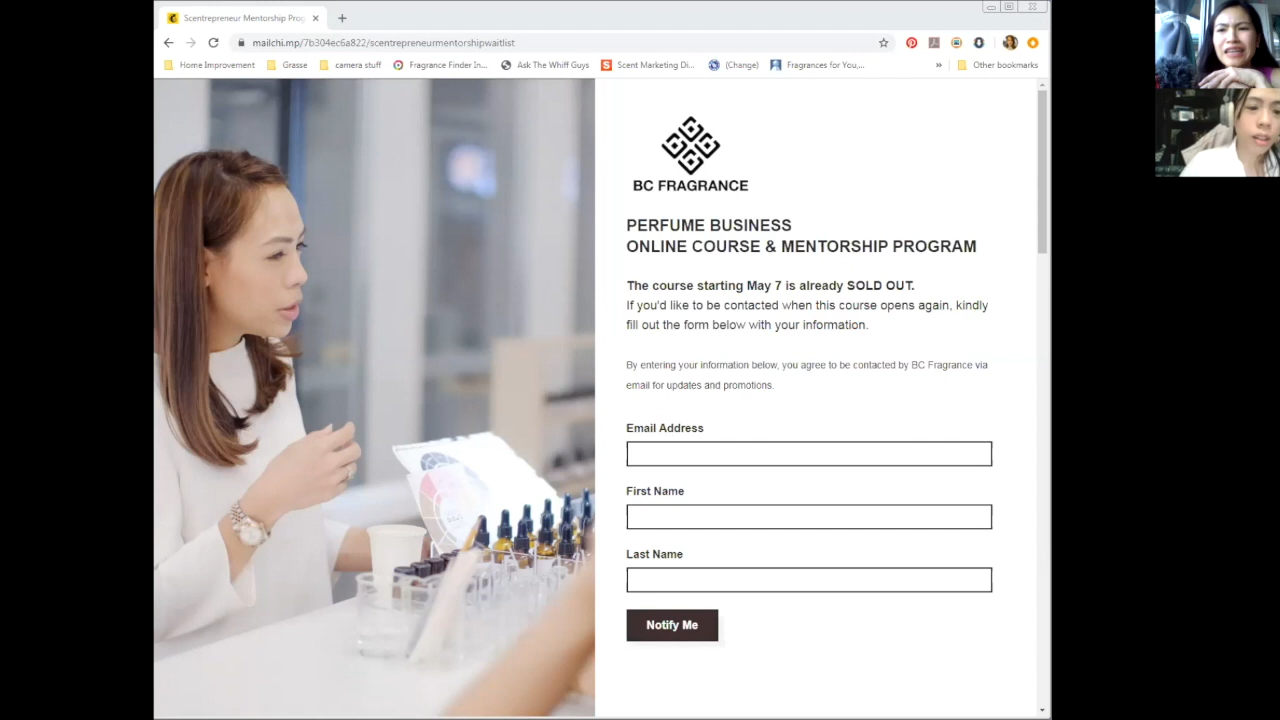 Scentrepreneur Mentorship Prog
mailchi.mp/7b304ec6a822/scentrepreneurmentorshipwaitlist
Home Improvement
Grasse
camera stuff
Fragrance Finder In...
Ask The Whiff Guys
Scent Marketing Di...
(Change)
Fragrances for You,...
»
Other bookmarks
BC FRAGRANCE
PERFUME BUSINESS
ONLINE COURSE & MENTORSHIP PROGRAM
The course starting May 7 is already SOLD OUT.
If you'd like to be contacted when this course opens again, kindly
fill out the form below with your information.
By entering your information below, you agree to be contacted by BC Fragrance via
email for updates and promotions.
Email Address
First Name
Last Name
Notify Me